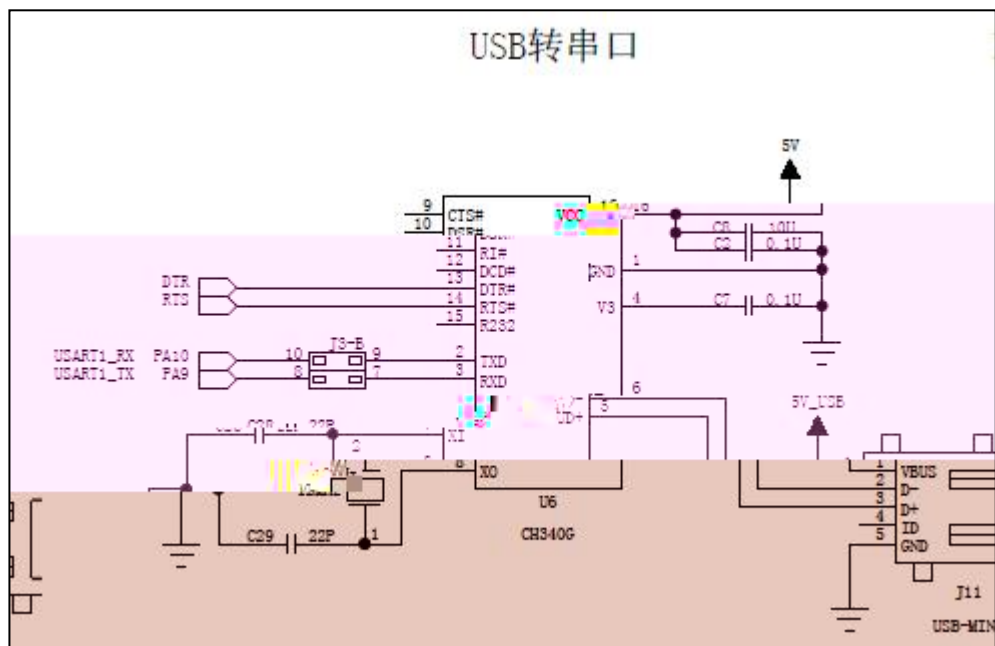 USB转串口
5V
9 CTS# VCC
10 DSR#
C8 10U
11 RI# C2 0.1U
12 DCD# GND 1
DTR 13 DTR#
RTS 14 RTS# V3 4 C7 0.1U
15 R232
J3-B
USART1_RX PA10 10 9 2 TXD
USART1_TX PA9 8 7 3 RXD
6
UD+ 5 5V_USB
22P
XI
2
8 XO 1 VBUS
2 D-
U6 3 D+
C29 22P 1 CH340G 4 ID
5 GND
J11
USB-MIN